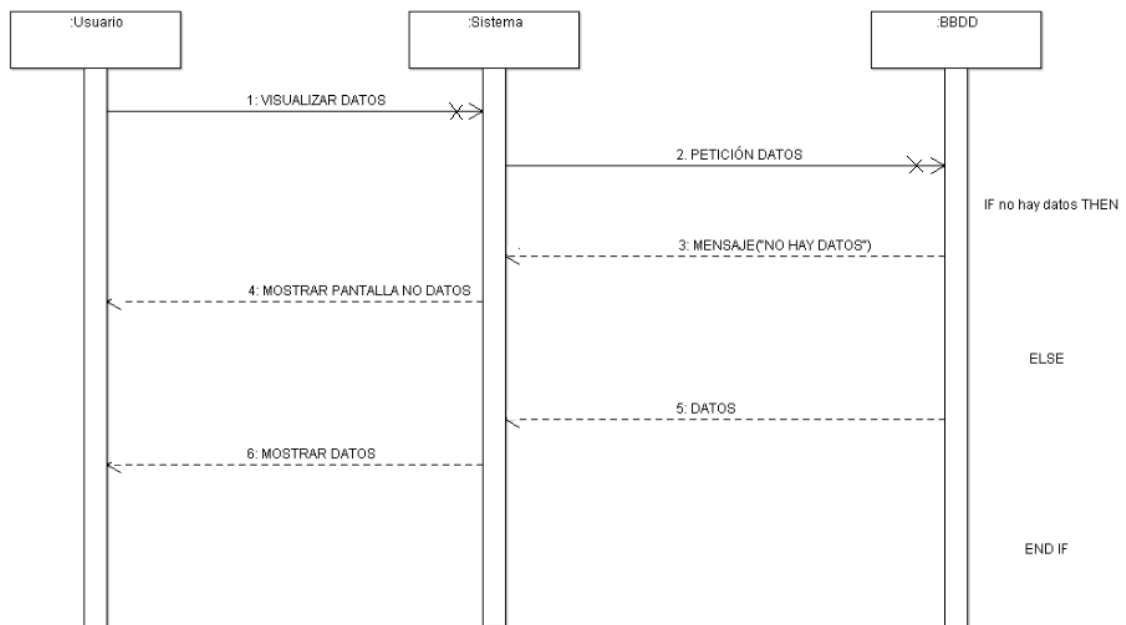 :Usuario
:Sistema
:BBDD
1: VISUALIZAR DATOS
2. PETICIÓN DATOS
IF no hay datos THEN
3: MENSAJE("NO HAY DATOS")
4: MOSTRAR PANTALLA NO DATOS
ELSE
5: DATOS
6: MOSTRAR DATOS
END IF